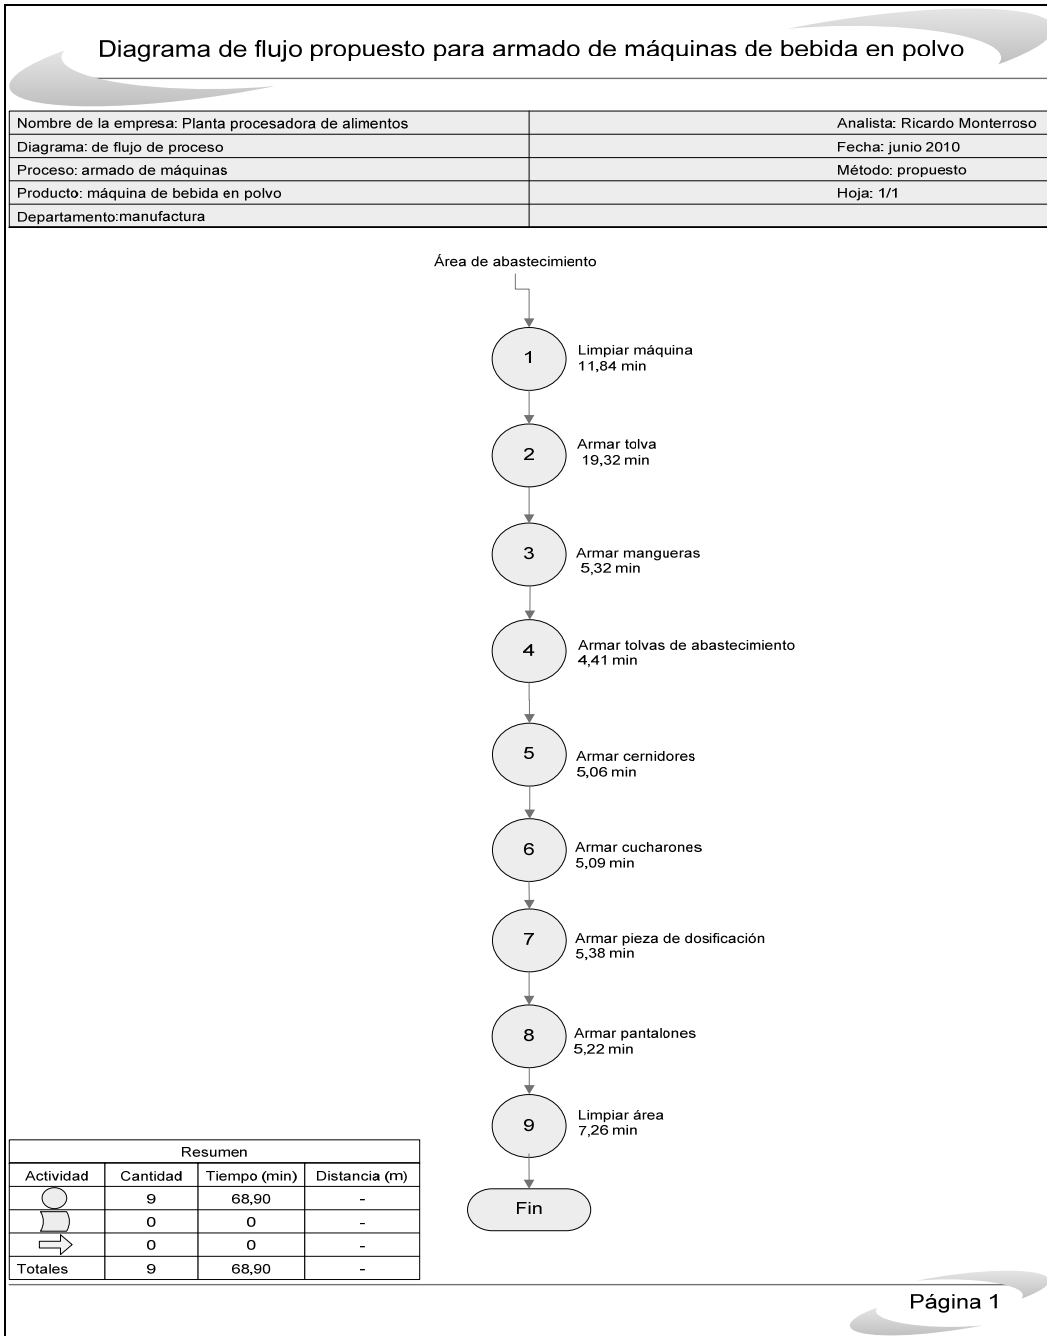 Diagrama de flujo propuesto para armado de máquinas de bebida en polvo
Nombre de la empresa: Planta procesadora de alimentos
Analista: Ricardo Monterroso
Diagrama: de flujo de proceso
Fecha: junio 2010
Proceso: armado de máquinas
Método: propuesto
Producto: máquina de bebida en polvo
Hoja: 1/1
Departamento:manufactura
Área de abastecimiento
1
Limpiar máquina
11,84 min
2
Armar tolva
19,32 min
3
Armar mangueras
5,32 min
4
Armar tolvas de abastecimiento
4,41 min
5
Armar cernidores
5,06 min
6
Armar cucharones
5,09 min
7
Armar pieza de dosificación
5,38 min
8
Armar pantalones
5,22 min
9
Limpiar área
7,26 min
Fin
Resumen
Actividad Cantidad Tiempo (min) Distancia (m)
9 68,90 -
0 0 -
0 0 -
Totales 9 68,90 -
Página 1